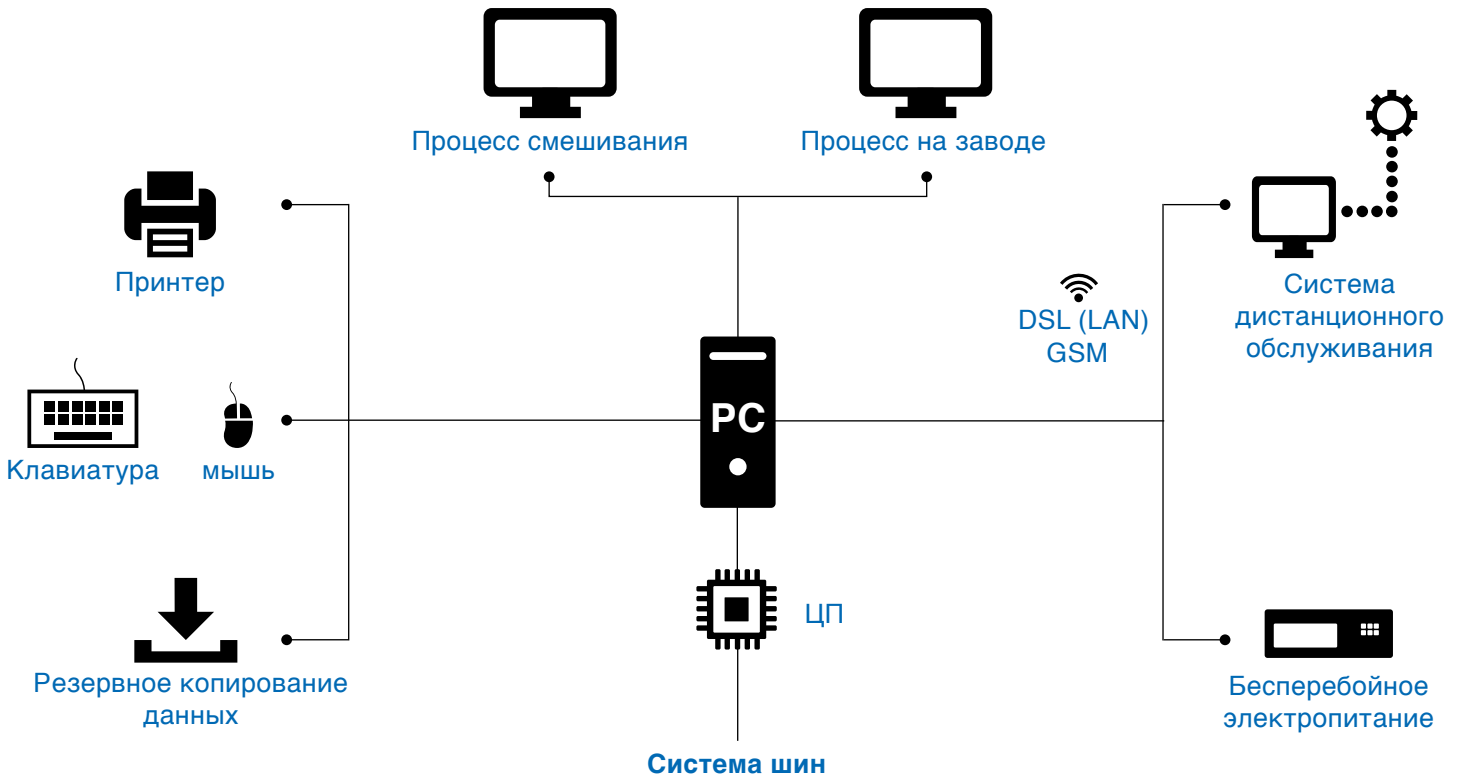 Процесс смешивания
Процесс на заводе
Принтер
DSL (LAN)
GSM
Система
дистанционного
обслуживания
PC
Клавиатура
мышь
ЦП
Резервное копирование
данных
Бесперебойное
электропитание
Система шин